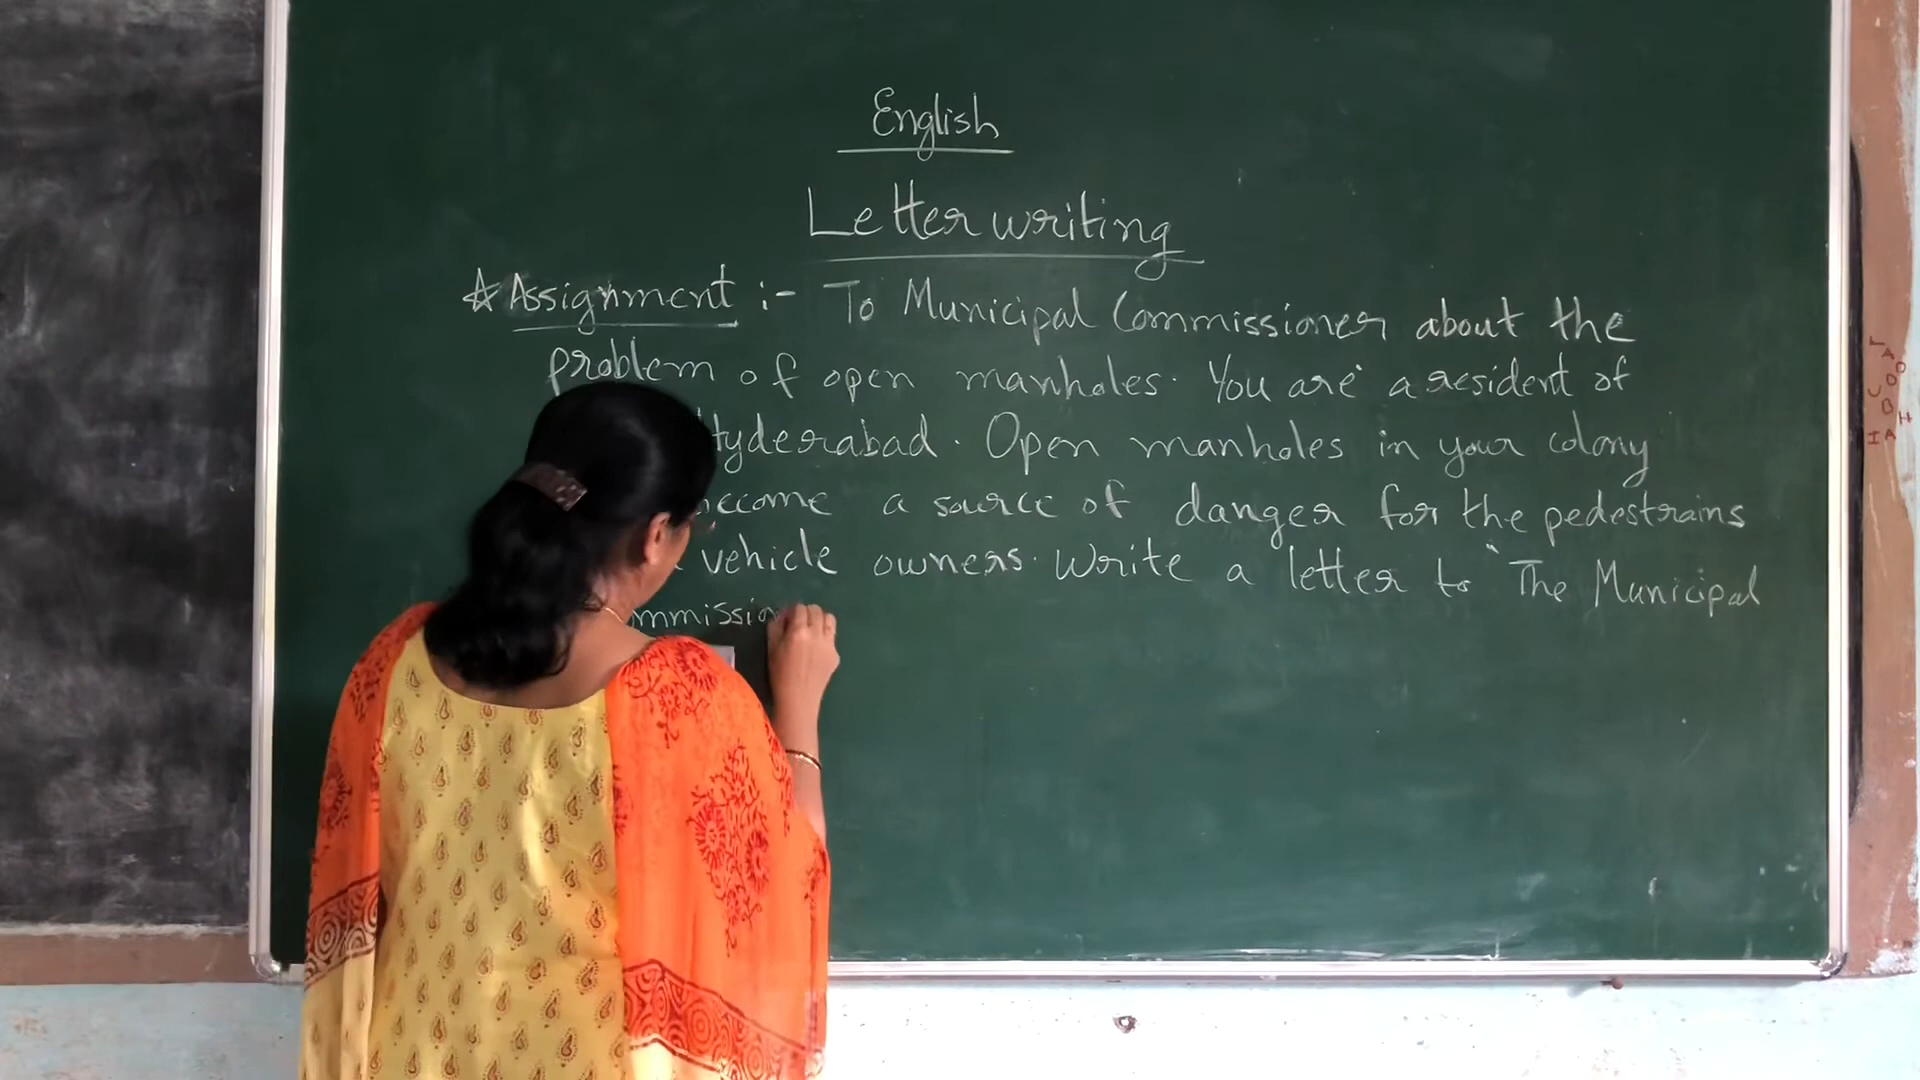 English
Letter writing
☆ Assignment :- To Municipal Commissioner about the
problem of open manholes. You are a resident of
Hyderabad. Open manholes in your colony
a source of danger for the pedestrains
vehicle owners. Write a letter to The Municipal